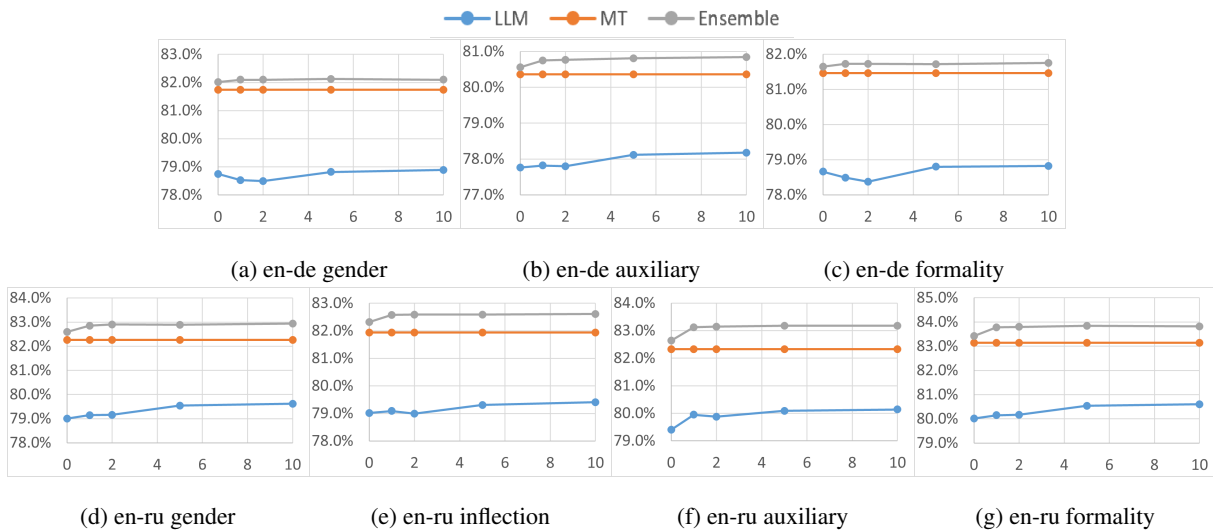 LLM MT Ensemble
83.0%
82.0%
81.0%
80.0%
79.0%
78.0%
0 2 4 6 8 10
(a) en-de gender
81.0%
80.0%
79.0%
78.0%
77.0%
0 2 4 6 8 10
(b) en-de auxiliary
82.0%
81.0%
80.0%
79.0%
78.0%
0 2 4 6 8 10
(c) en-de formality
84.0%
83.0%
82.0%
81.0%
80.0%
79.0%
78.0%
0 2 4 6 8 10
(d) en-ru gender
83.0%
82.0%
81.0%
80.0%
79.0%
78.0%
0 2 4 6 8 10
(e) en-ru inflection
84.0%
83.0%
82.0%
81.0%
80.0%
79.0%
0 2 4 6 8 10
(f) en-ru auxiliary
85.0%
84.0%
83.0%
82.0%
81.0%
80.0%
79.0%
0 2 4 6 8 10
(g) en-ru formality